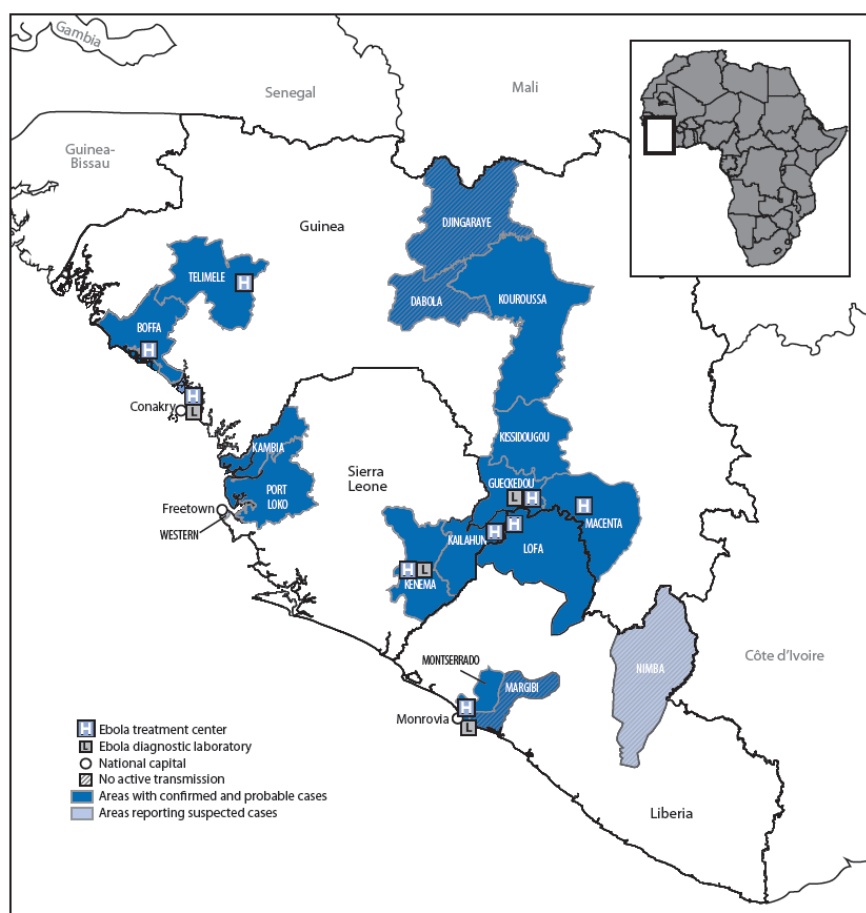 Gambia
Senegal
Mali
Guinea-
Bissau
Guinea
DJINGARAYE
TELIMELE
H
DABOLA
KOUROUSSA
BOFFA
H
H
Conakry
L
KAMBIA
KISSIDOUGOU
Sierra
Leone
PORT
LOKO
GUECKEDOU
L H
H
MACENTA
Freetown
WESTERN
H
H
KAILAHUN
LOFA
H L
KENEMA
MONTSERRADO
MARGIBI
NIMBA
Côte d'Ivoire
H
Monrovia
L
Liberia
H Ebola treatment center
L Ebola diagnostic laboratory
National capital
No active transmission
Areas with confirmed and probable cases
Areas reporting suspected cases